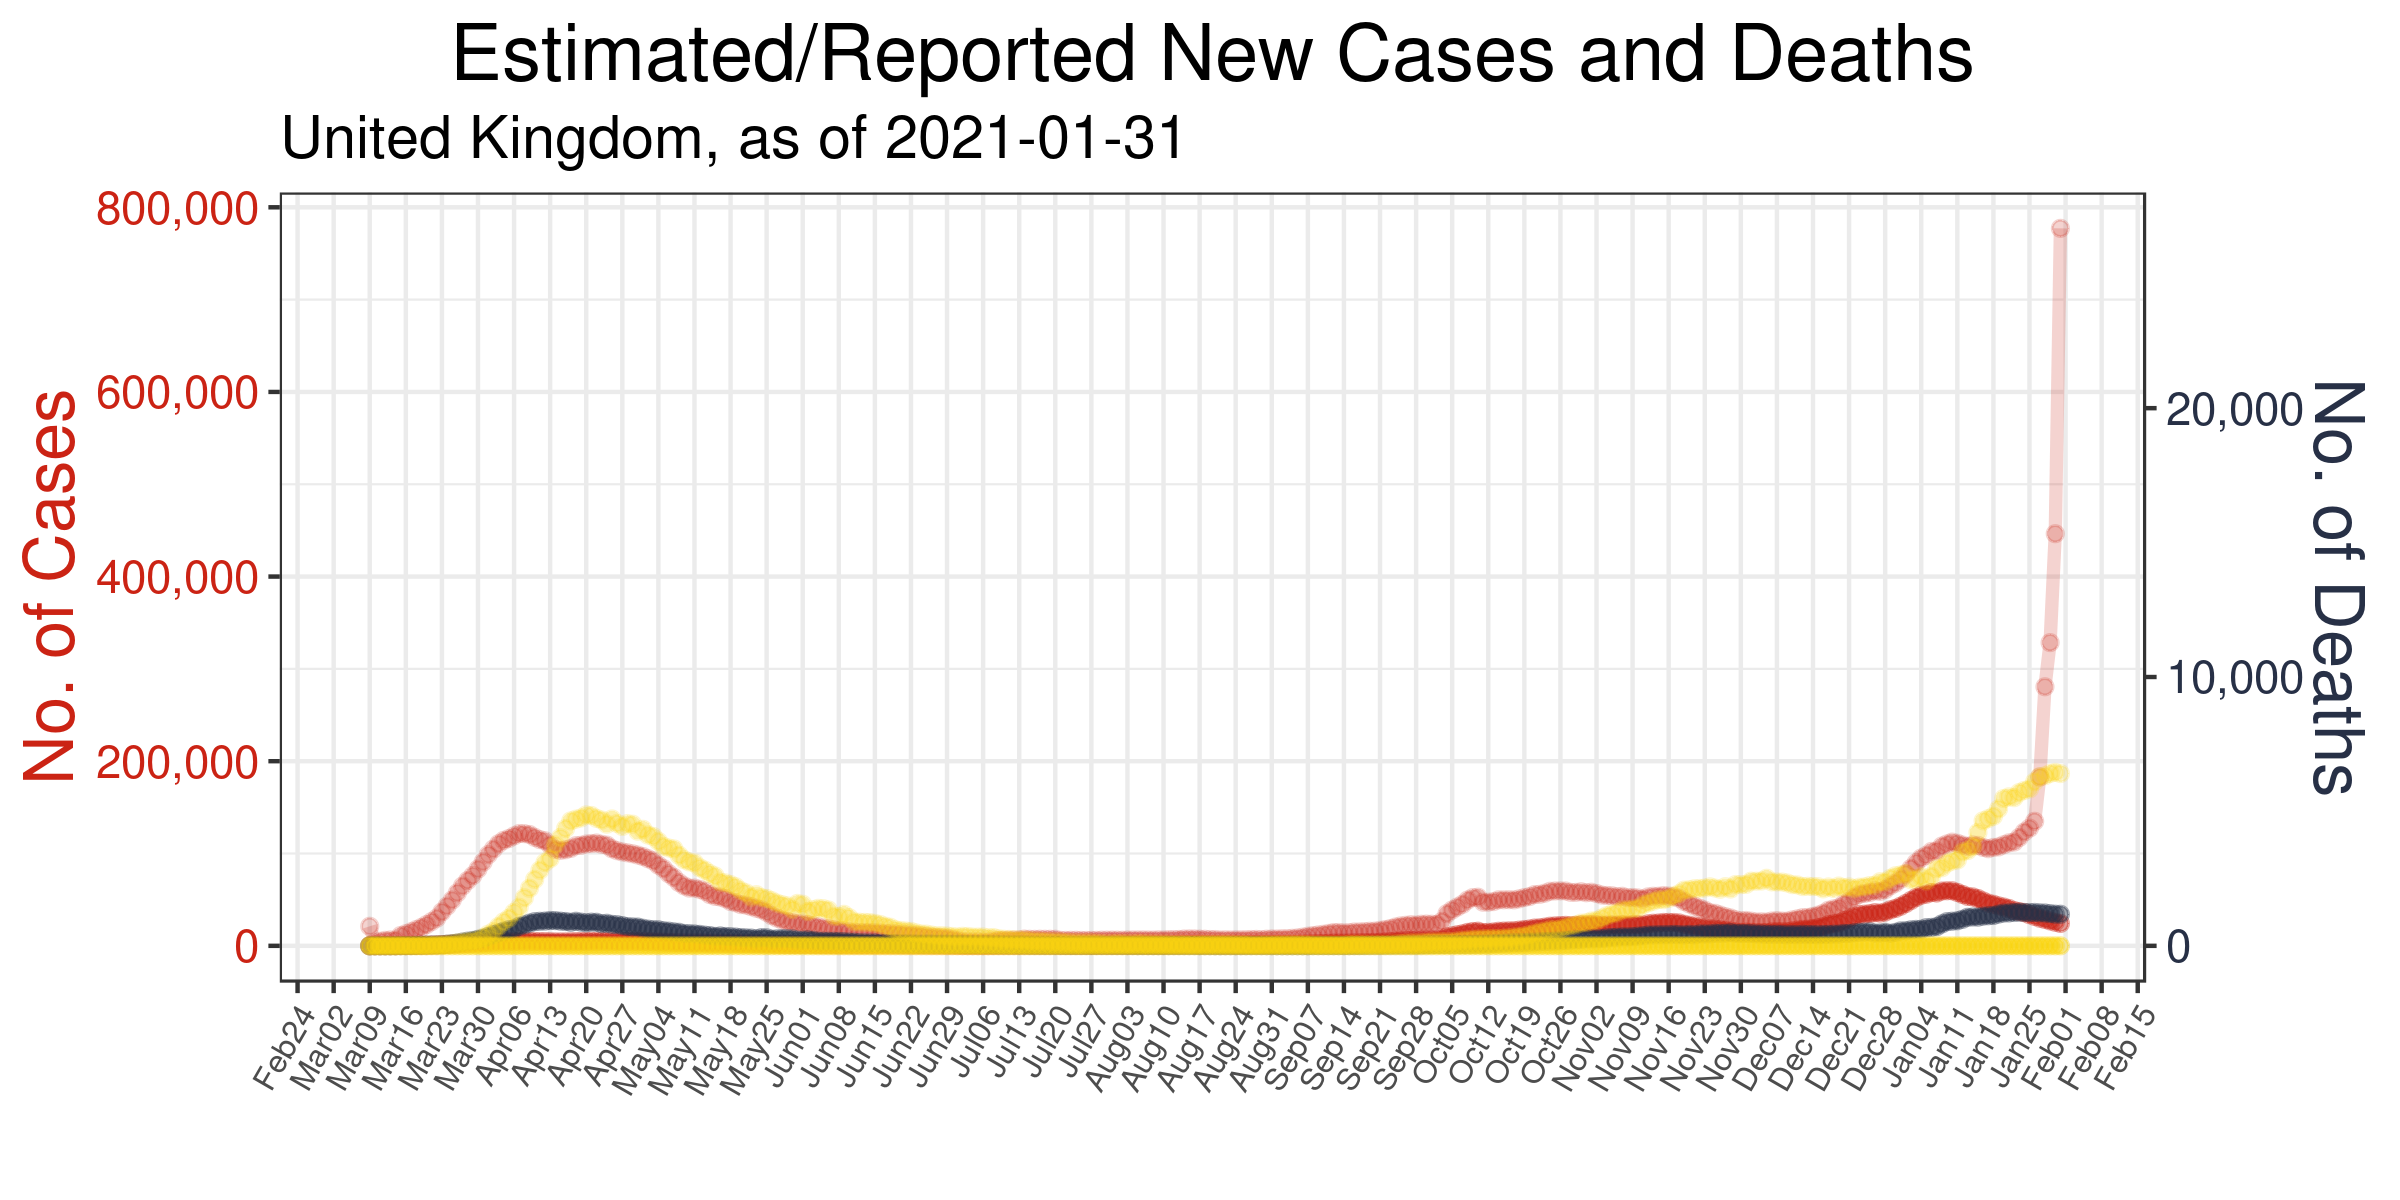 Estimated/Reported New Cases and Deaths
United Kingdom, as of 2021-01-31
No. of Cases
800,000
600,000
400,000
200,000
0
No. of Deaths
20,000
10,000
0
Feb24
Mar02
Mar09
Mar16
Mar23
Mar30
Apr06
Apr13
Apr20
Apr27
May04
May11
May18
May25
Jun01
Jun08
Jun15
Jun22
Jun29
Jul06
Jul13
Jul20
Jul27
Aug03
Aug10
Aug17
Aug24
Aug31
Sep07
Sep14
Sep21
Sep28
Oct05
Oct12
Oct19
Oct26
Nov02
Nov09
Nov16
Nov23
Nov30
Dec07
Dec14
Dec21
Dec28
Jan04
Jan11
Jan18
Jan25
Feb01
Feb08
Feb15